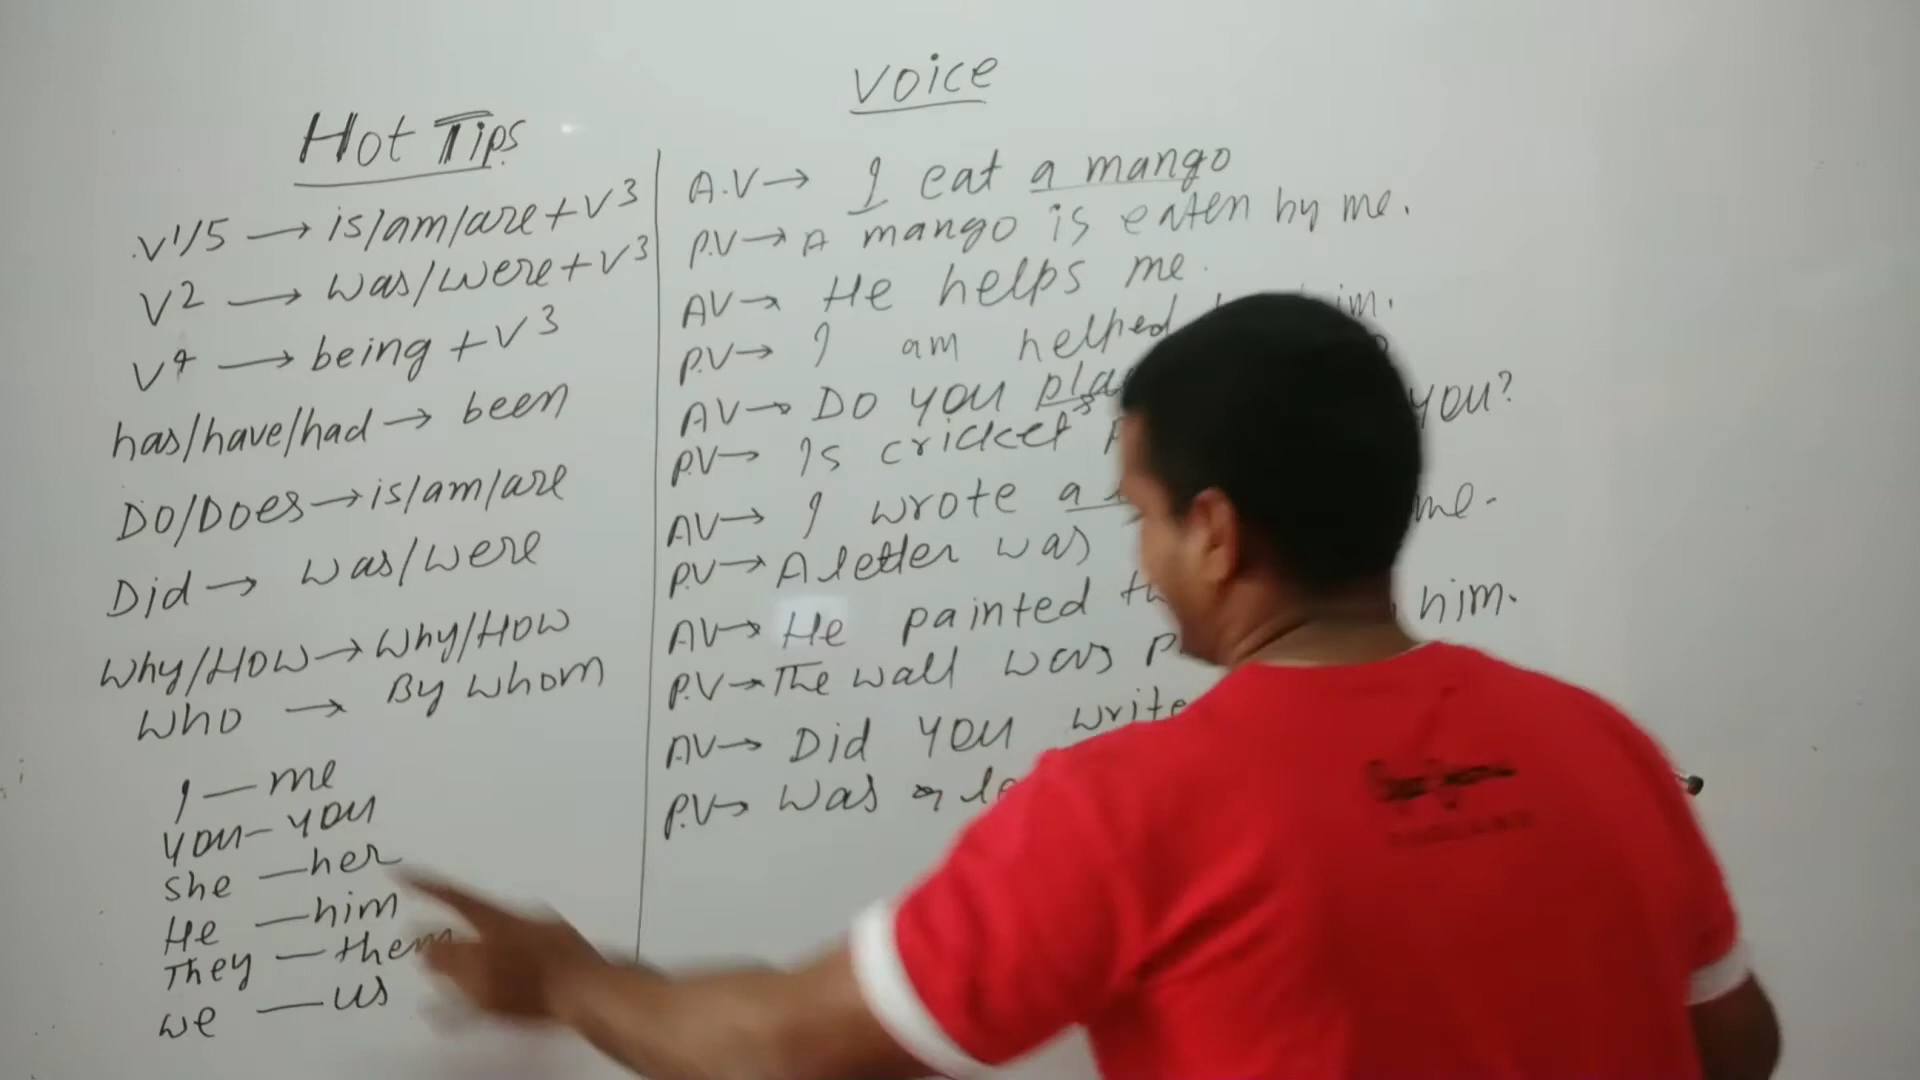 Voice
Hot Tips
V1/5 → is/am/are + V3
V2 → was/were + V3
V4 → being + V3
has/have/had → been
Do/Does → is/am/are
Did → was/were
Why/How → Why/How
Who → By whom
I — me
You — you
She — her
He — him
They — them
we — us
A.V → I eat a mango
P.V → A mango is eaten by me.
AV → He helps me.
P.V → I am helped him.
AV → Do you
P.V → Is cricket you?
AV → I wrote a
P.V → A letter was me.
AV → He painted
P.V → The wall was him.
AV → Did you write
P.V → Was a